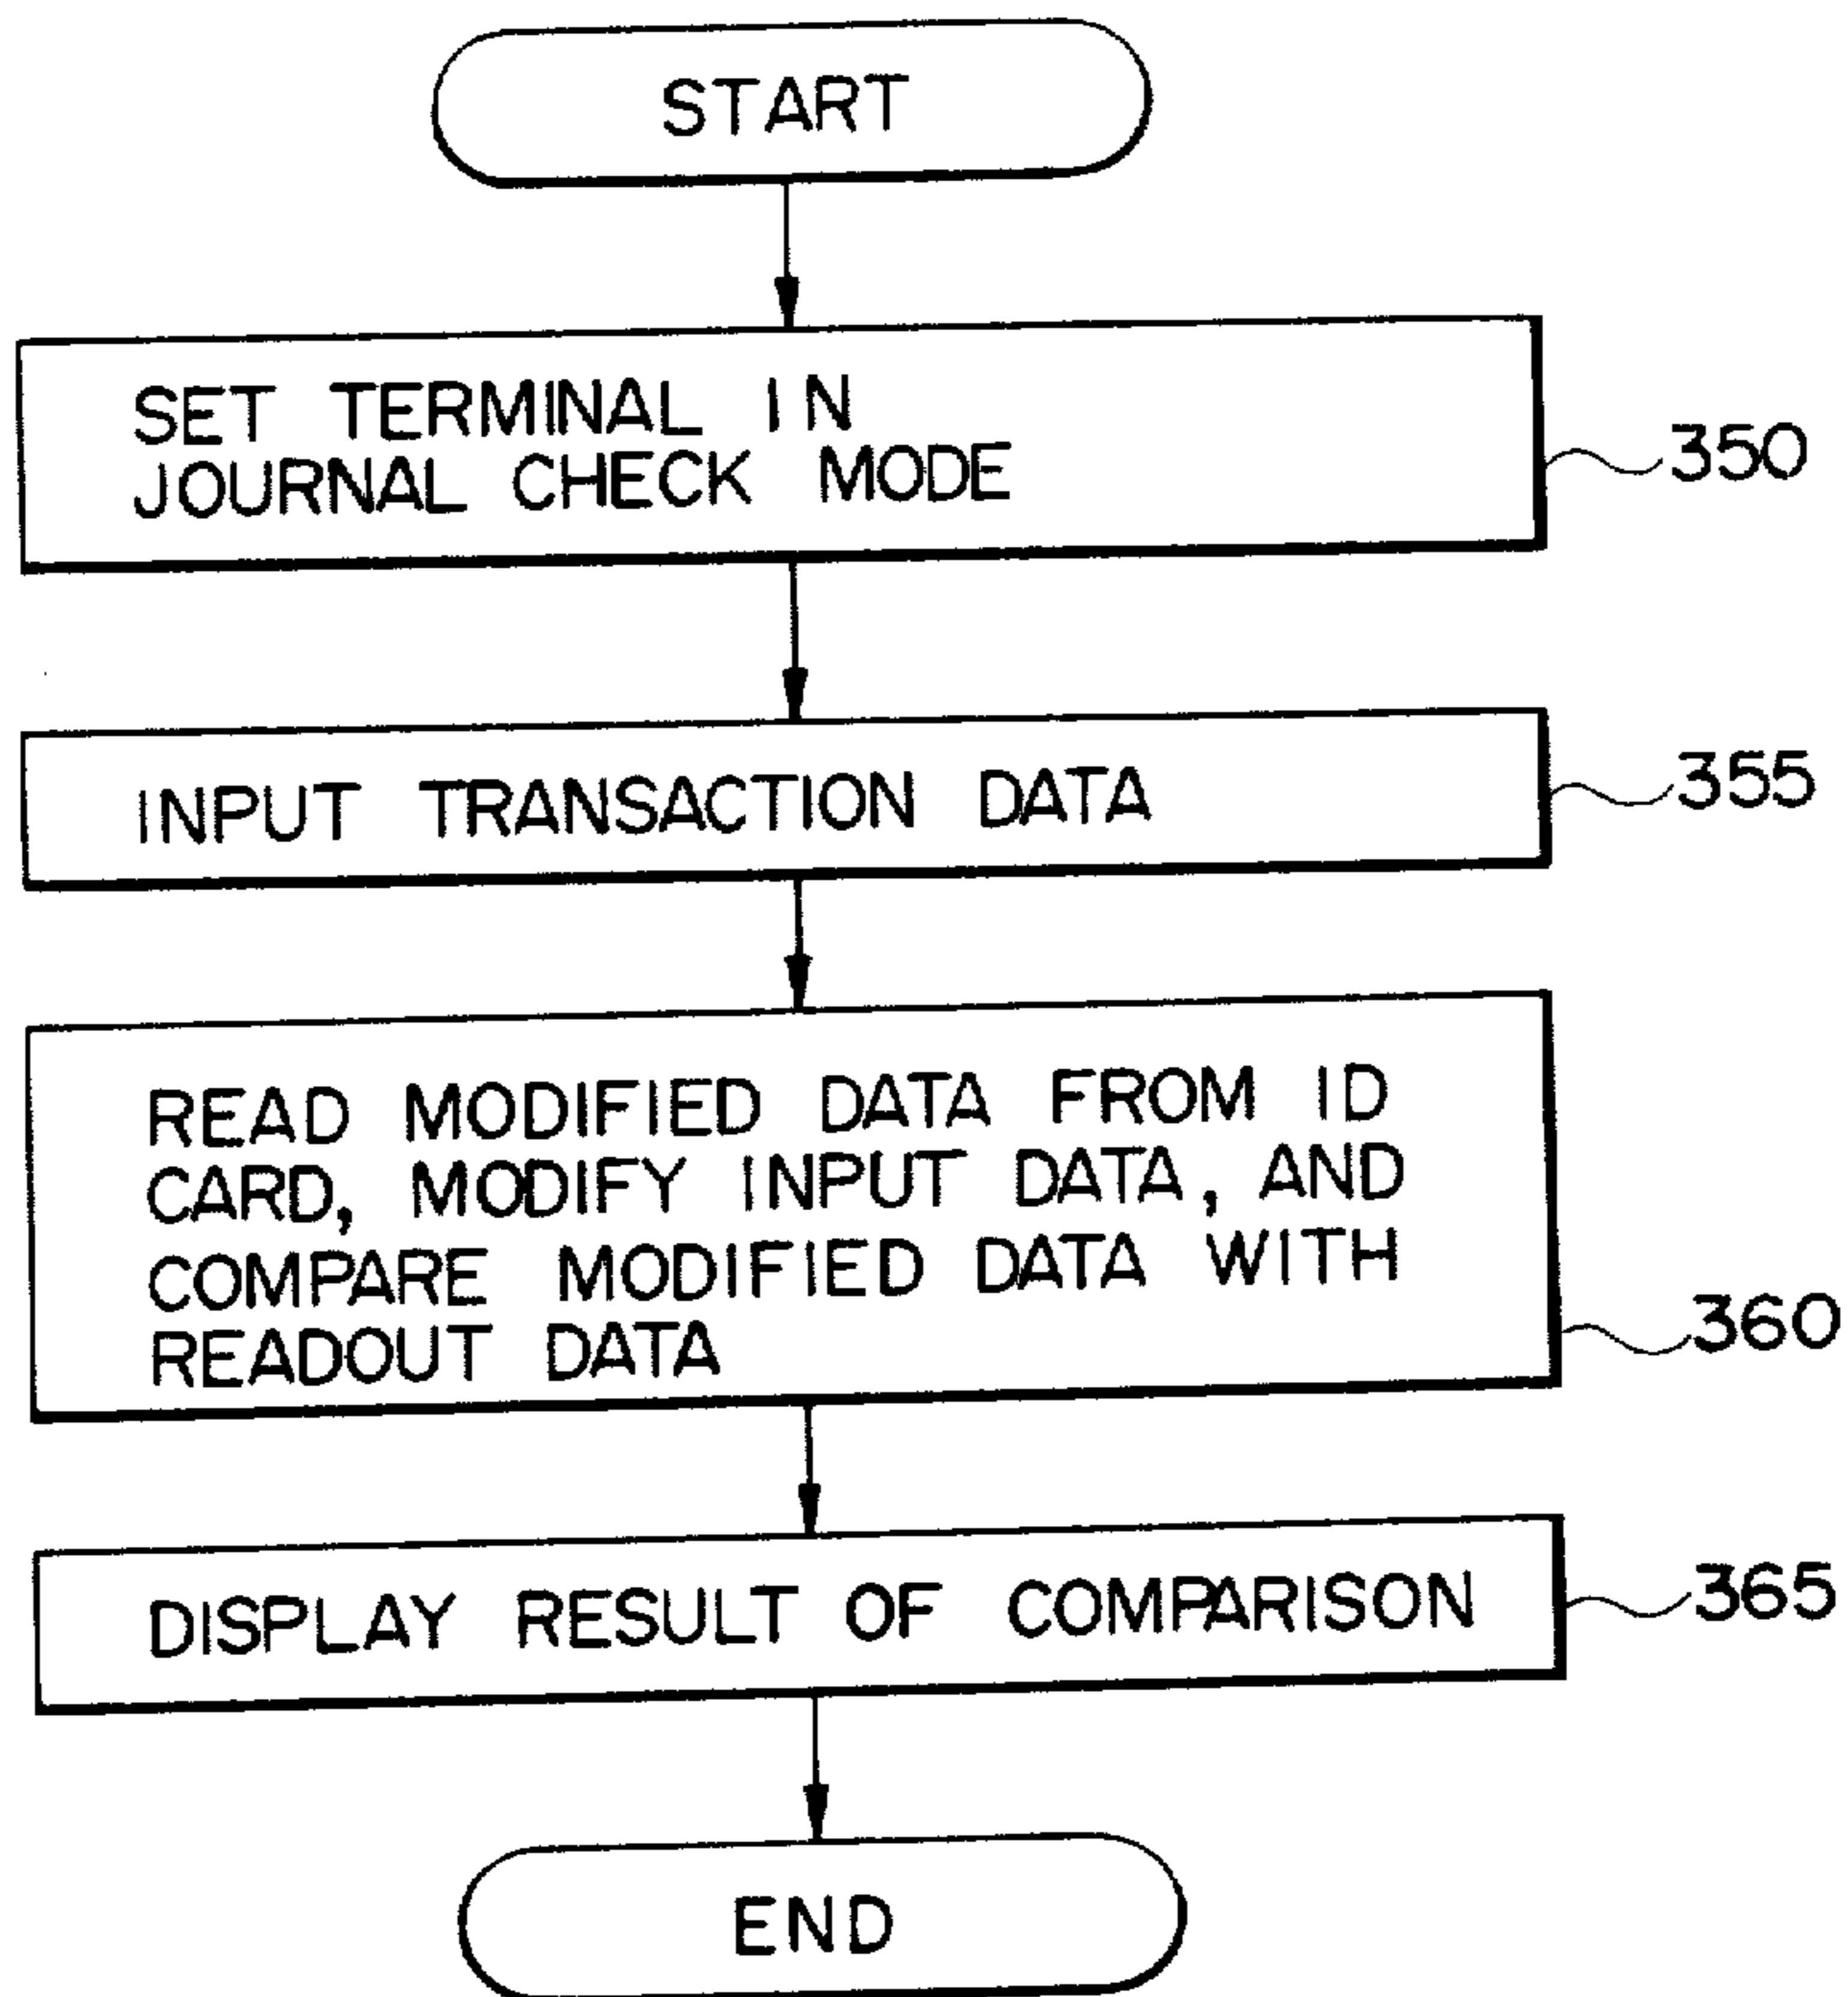 START
SET TERMINAL IN
JOURNAL CHECK MODE
350
INPUT TRANSACTION DATA
355
READ MODIFIED DATA FROM ID
CARD, MODIFY INPUT DATA, AND
COMPARE MODIFIED DATA WITH
READOUT DATA
360
DISPLAY RESULT OF COMPARISON
365
END